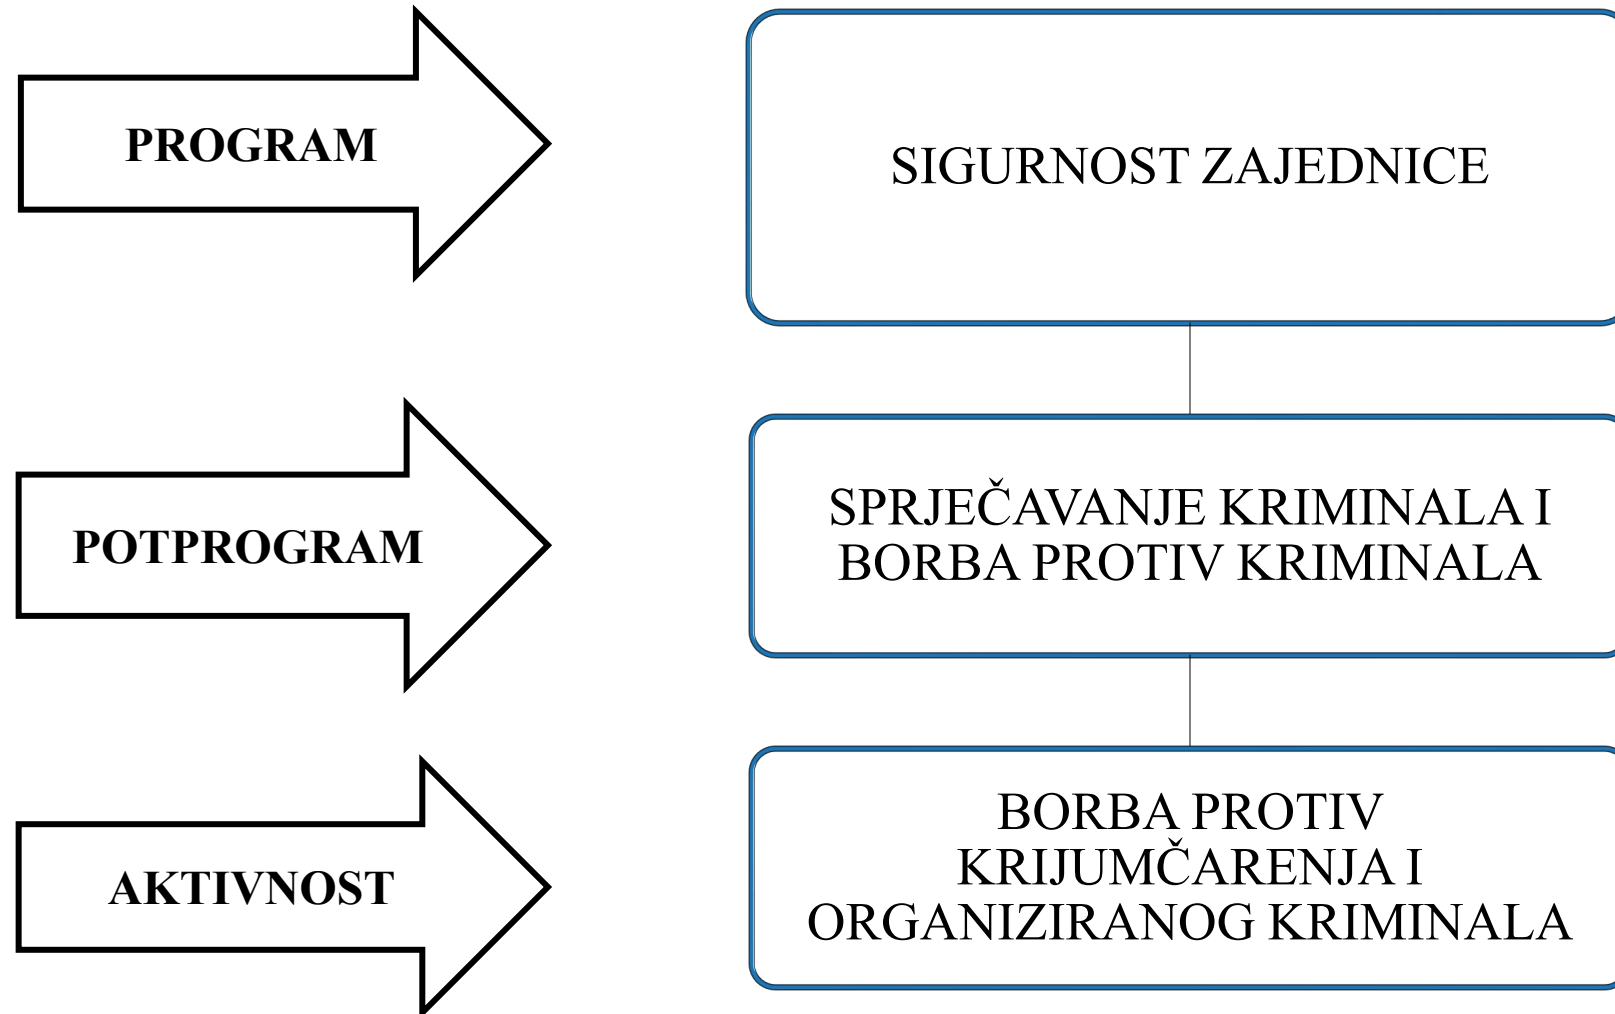 PROGRAM
SIGURNOST ZAJEDNICE
POTPROGRAM
SPRJEČAVANJE KRIMINALA I
BORBA PROTIV KRIMINALA
AKTIVNOST
BORBA PROTIV
KRIJUMČARENJA I
ORGANIZIRANOG KRIMINALA